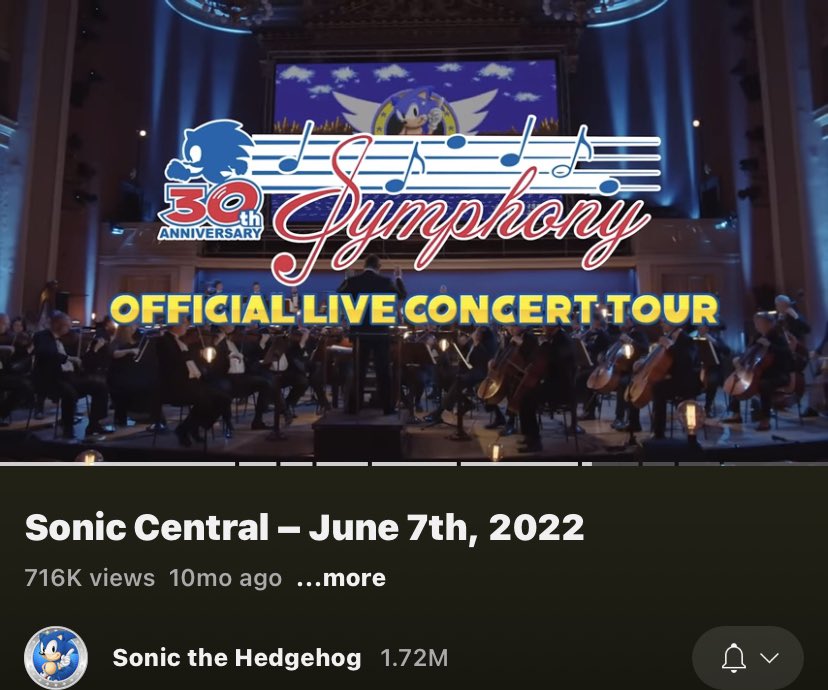 30th
ANNIVERSARY
Symphony
OFFICIAL LIVE CONCERT TOUR
Sonic Central – June 7th, 2022
716K views 10mo ago ...more
Sonic the Hedgehog 1.72M